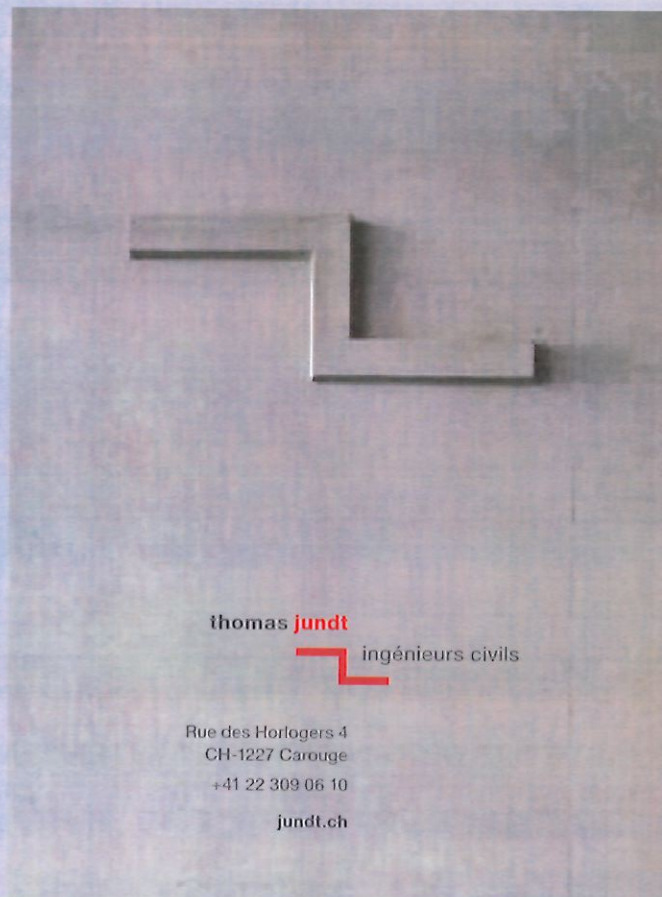 thomas jundt
ingénieurs civils
Rue des Horlogers 4
CH-1227 Carouge
+41 22 309 06 10
jundt.ch